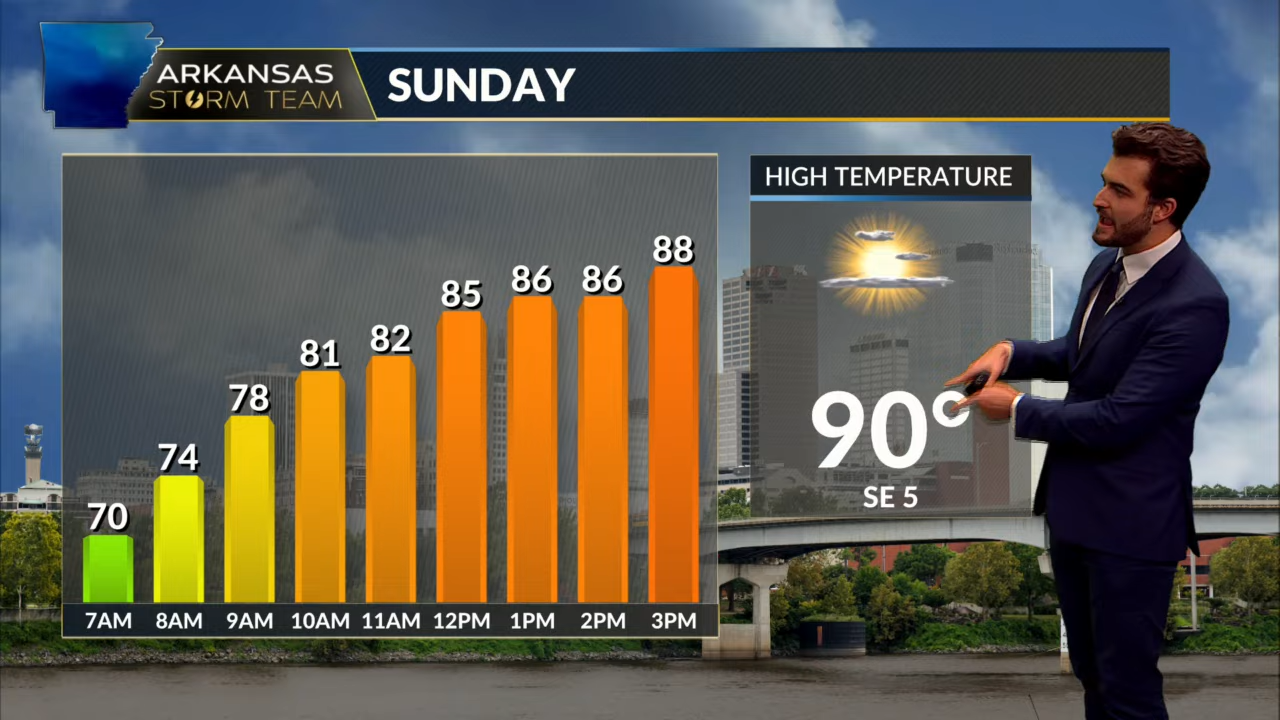 ARKANSAS
STORM TEAM
SUNDAY
70 74 78 81 82 85 86 86 88
7AM 8AM 9AM 10AM 11AM 12PM 1PM 2PM 3PM
HIGH TEMPERATURE
90°
SE 5